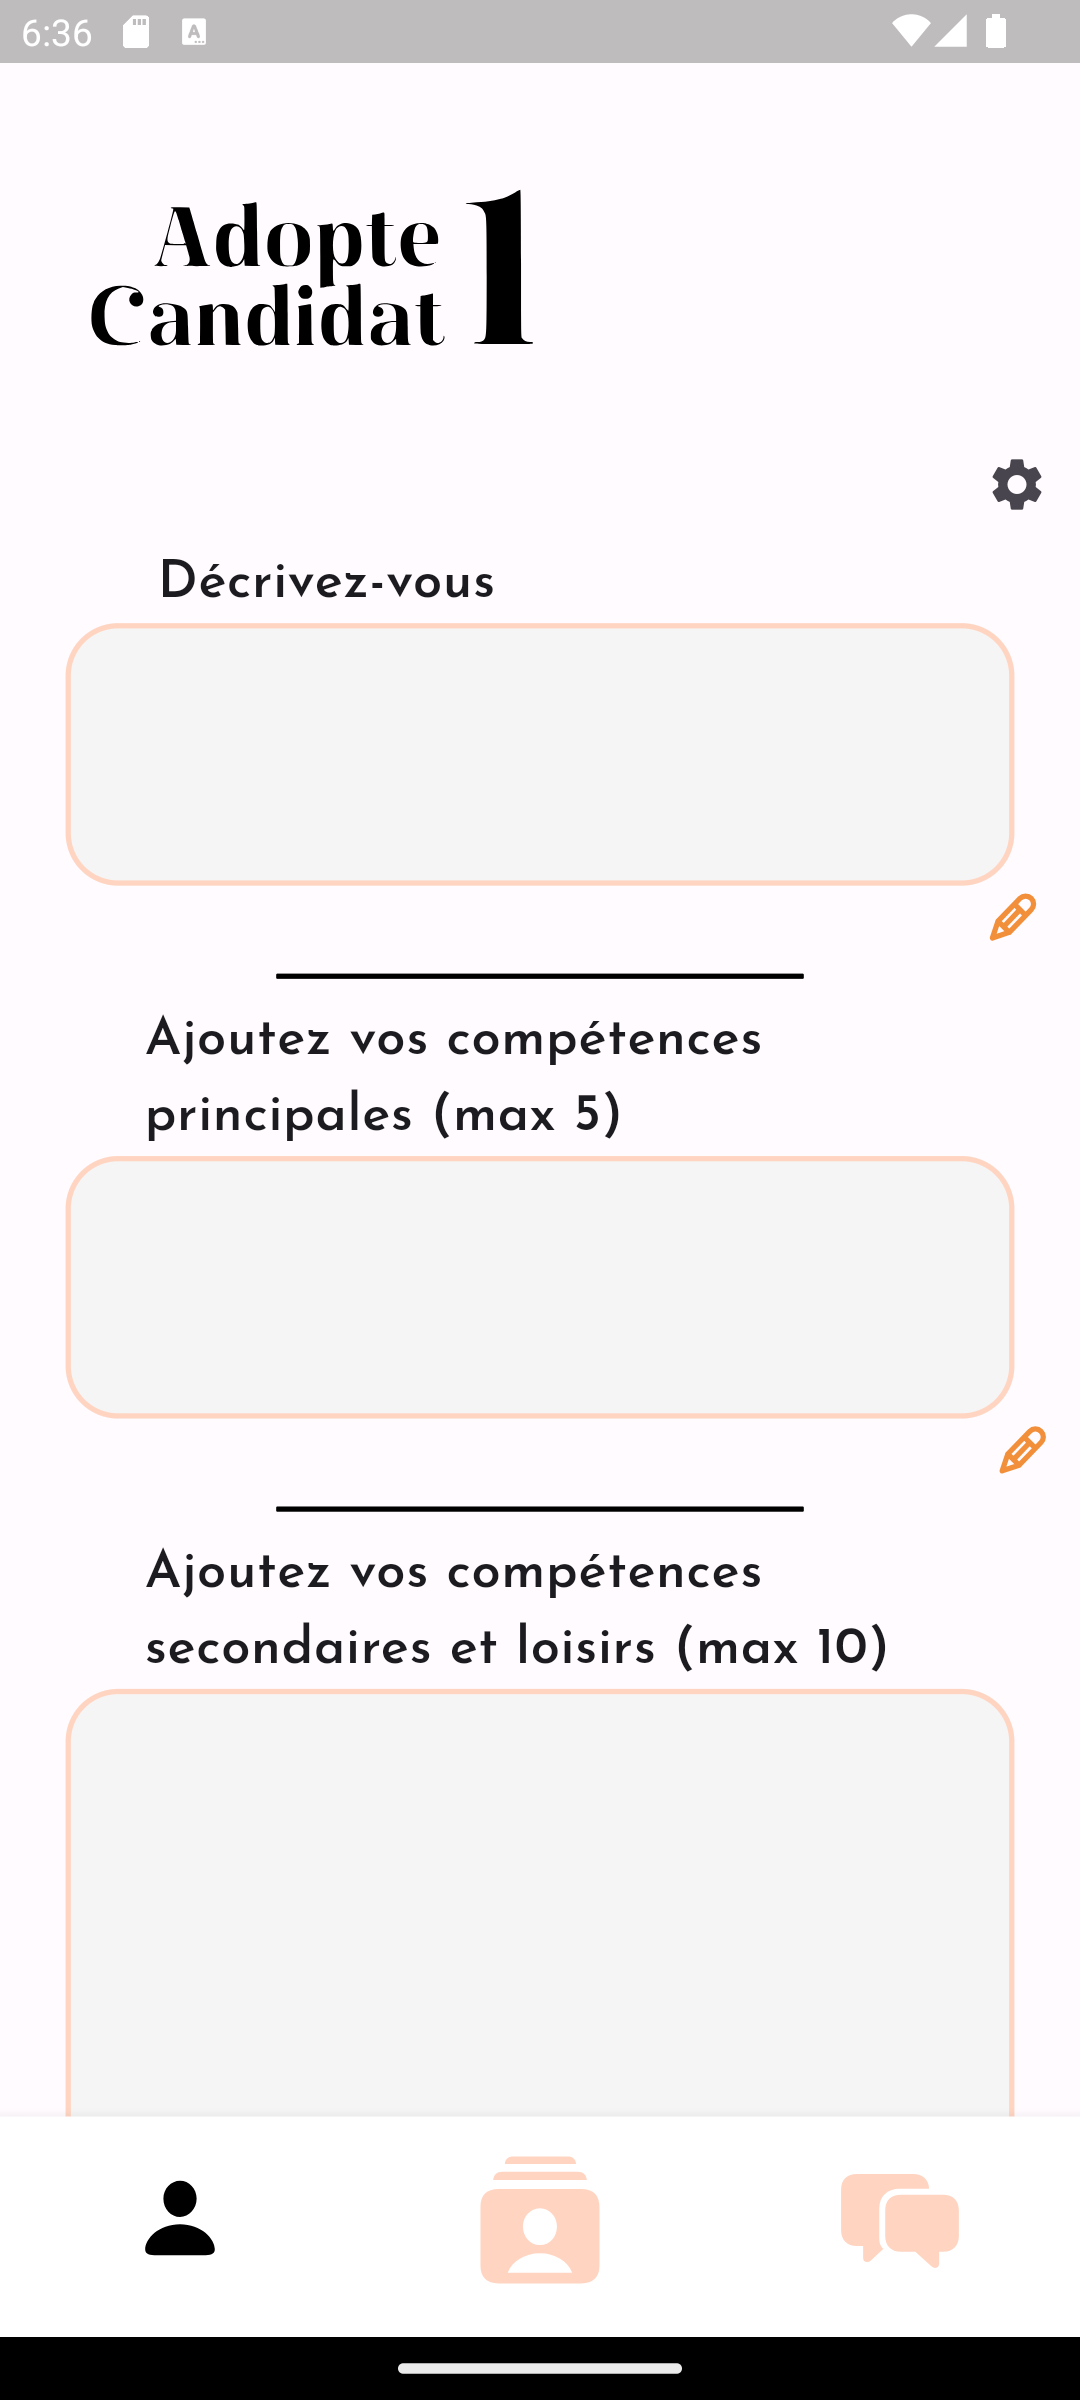 6:36
Adopte 1
Candidat
Décrivez-vous
Ajoutez vos compétences
principales (max 5)
Ajoutez vos compétences
secondaires et loisirs (max 10)